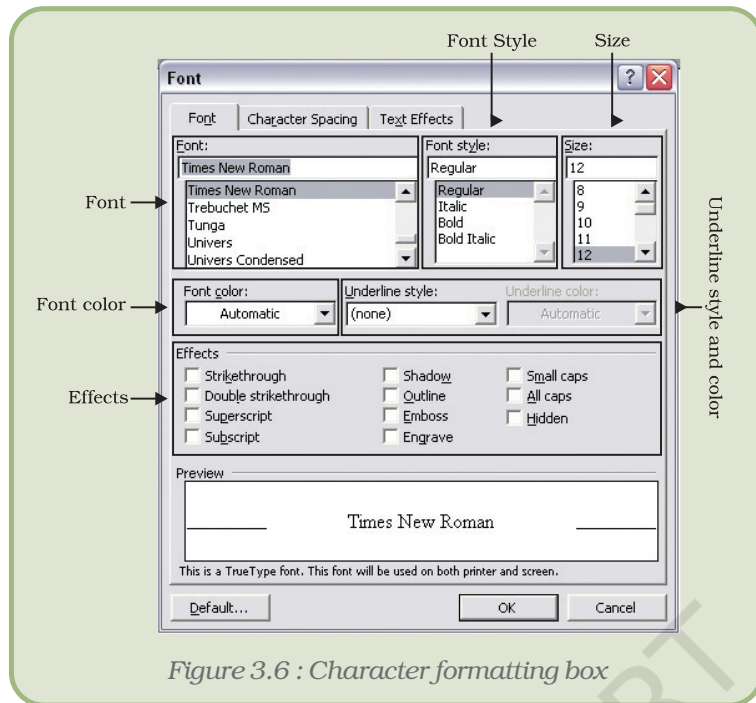 Font Style Size
Font
Font Character Spacing Text Effects
Font: Font style: Size:
Times New Roman Regular 12
Times New Roman Regular 8
Trebuchet MS Italic 9
Tunga Bold 10
Univers Bold Italic 11
Univers Condensed 12
Font
Font color: Underline style: Underline color:
Automatic (none) Automatic
Font color
Underline style and color
Effects
Strikethrough Shadow Small caps
Double strikethrough Outline All caps
Superscript Emboss Hidden
Subscript Engrave
Effects
Preview
Times New Roman
This is a TrueType font. This font will be used on both printer and screen.
Default... OK Cancel
Figure 3.6 : Character formatting box